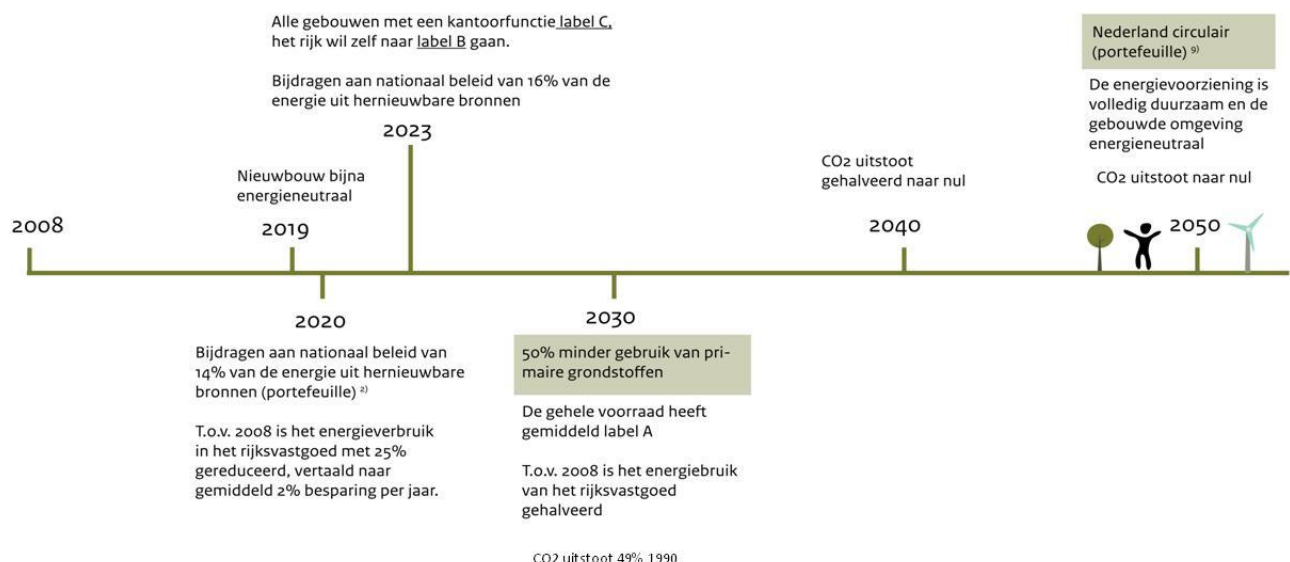 Alle gebouwen met een kantoorfunctie label C,
het rijk wil zelf naar label B gaan.
Bijdragen aan nationaal beleid van 16% van de
energie uit hernieuwbare bronnen
2023
Nieuwbouw bijna
energieneutraal
2008
2019
CO2 uitstoot
gehalveerd naar nul
2040
Nederland circulair
(portefeuille) 9)
De energievoorziening is
volledig duurzaam en de
gebouwde omgeving
energieneutraal
CO2 uitstoot naar nul
2050
2020
Bijdragen aan nationaal beleid van
14% van de energie uit hernieuwbare
bronnen (portefeuille) 2)
T.o.v. 2008 is het energieverbruik
in het rijksvastgoed met 25%
gereduceerd, vertaald naar
gemiddeld 2% besparing per jaar.
2030
50% minder gebruik van pri-
maire grondstoffen
De gehele voorraad heeft
gemiddeld label A
T.o.v. 2008 is het energiebruik
van het rijksvastgoed
gehalveerd
CO2 uitstoot 49% 1990